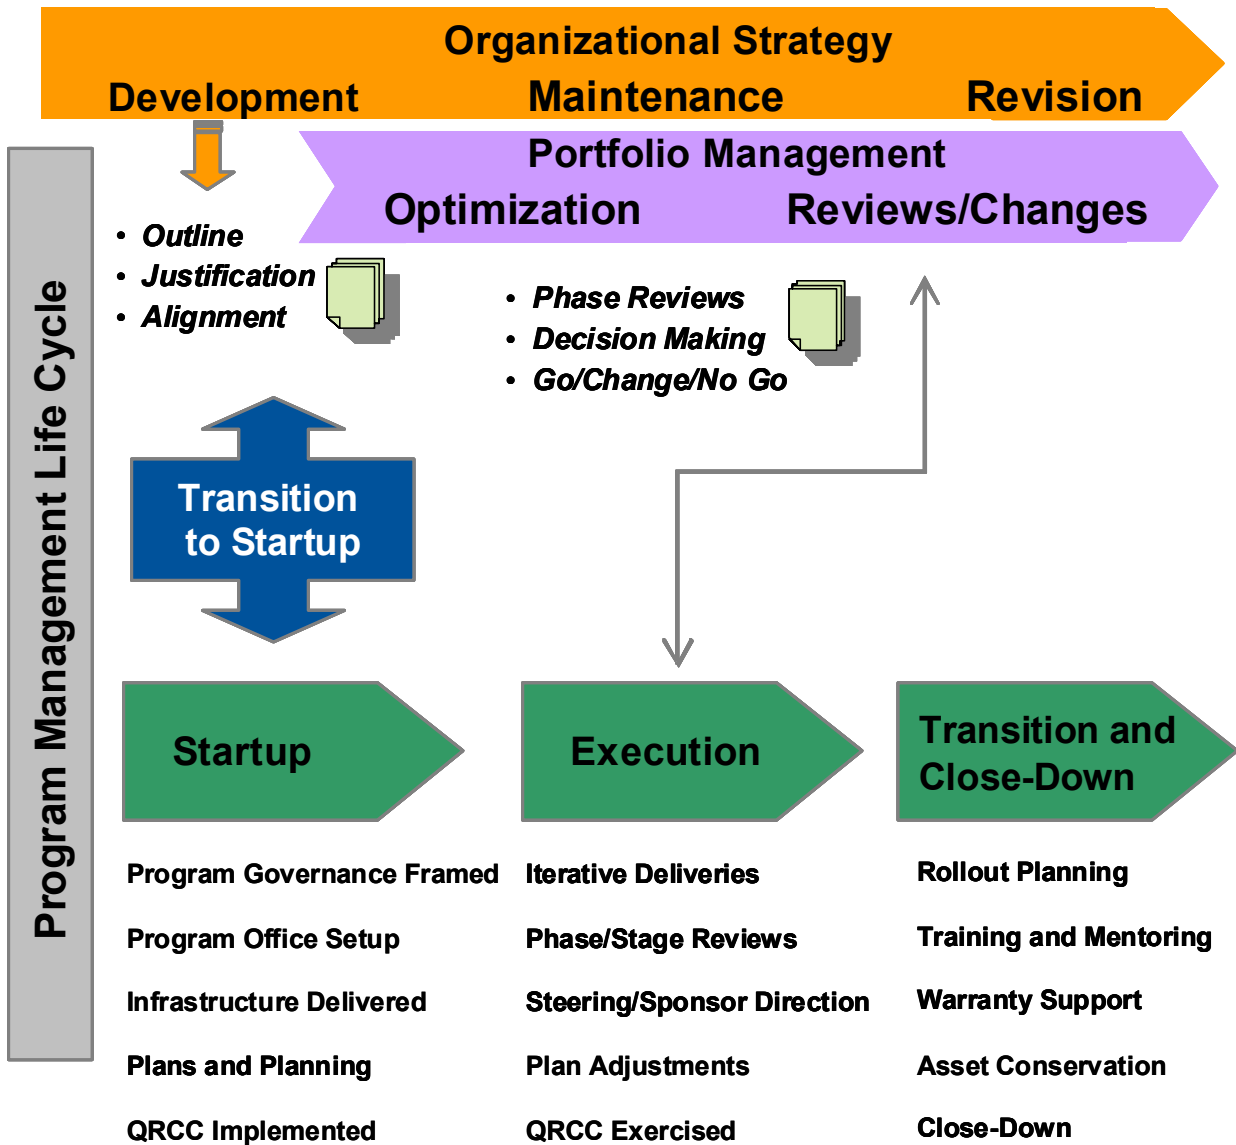 Organizational Strategy
Development Maintenance Revision
Portfolio Management
Optimization Reviews/Changes
Program Management Life Cycle
• Outline
• Justification
• Alignment
• Phase Reviews
• Decision Making
• Go/Change/No Go
Transition
to Startup
Startup
Execution
Transition and
Close-Down
Program Governance Framed
Program Office Setup
Infrastructure Delivered
Plans and Planning
QRCC Implemented
Iterative Deliveries
Phase/Stage Reviews
Steering/Sponsor Direction
Plan Adjustments
QRCC Exercised
Rollout Planning
Training and Mentoring
Warranty Support
Asset Conservation
Close-Down